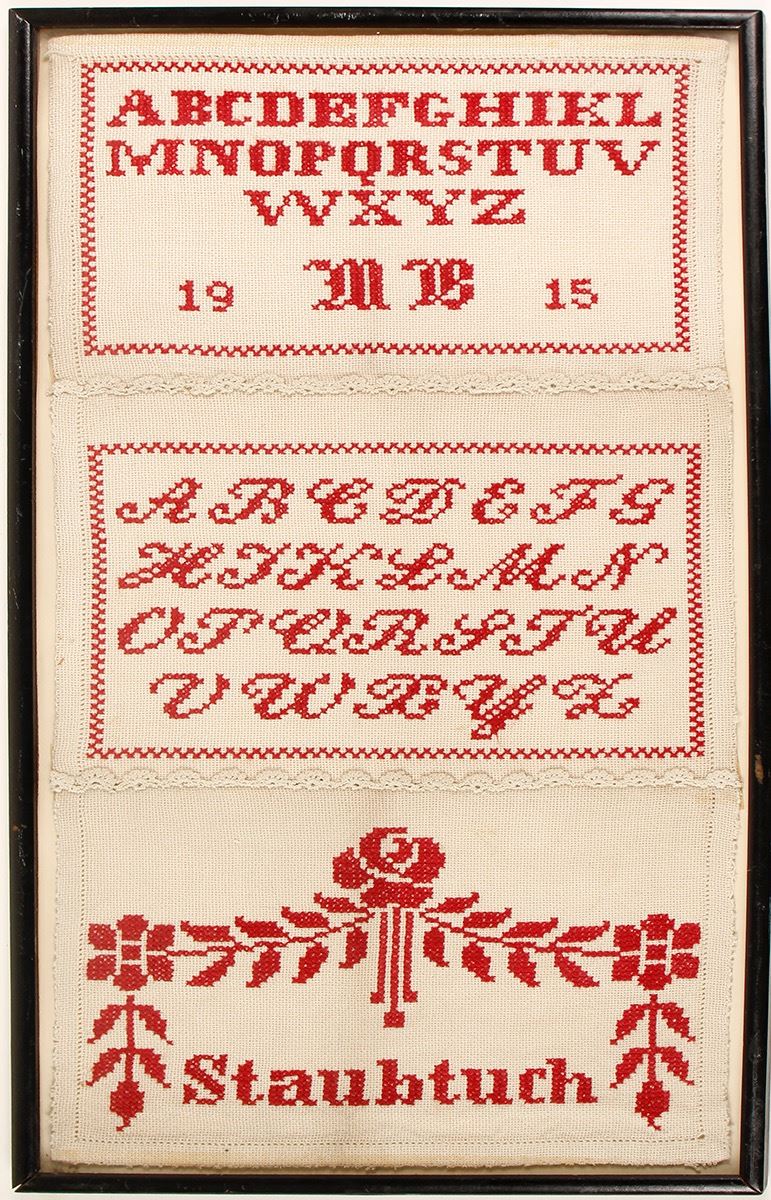 ABCDEFGHIKL
MNOPQRSTUV
WXYZ
19 MB 15
ABCDEFG
HIKLMN
OPQRSTU
VWXYZ
Staubtuch